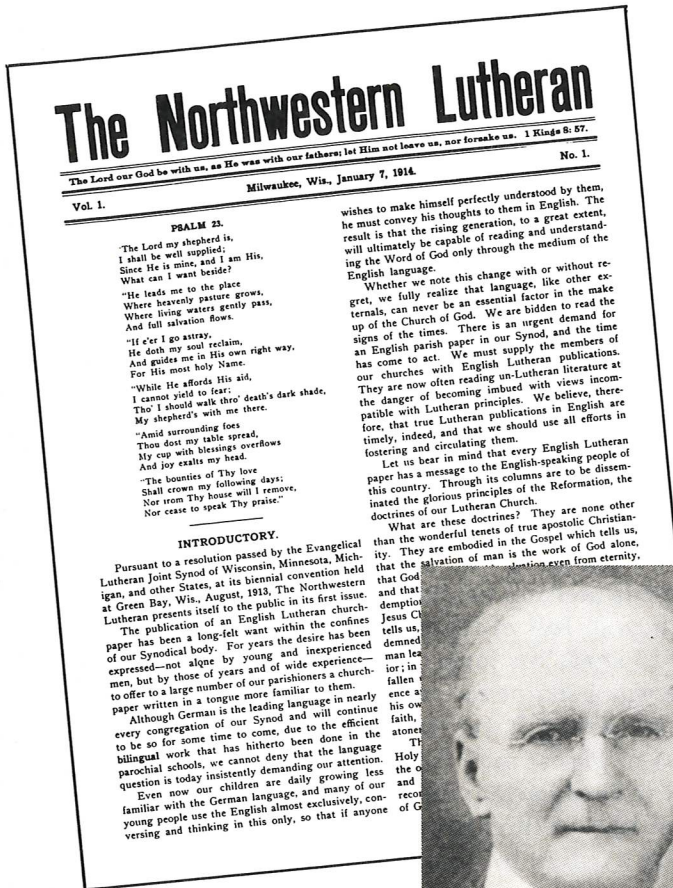 The Northwestern Lutheran
The Lord our God be with us, as He was with our fathers; let Him not leave us, nor forsake us. 1 Kings 8: 57.
Vol. 1.
Milwaukee, Wis., January 7, 1914.
No. 1.
PSALM 23.
"The Lord my shepherd is,
I shall be well supplied;
Since He is mine, and I am His,
What can I want beside?
"He leads me to the place
Where heavenly pasture grows,
Where living waters gently pass,
And full salvation flows.
"If e'er I go astray,
He doth my soul reclaim,
And guides me in His own right way,
For His most holy Name.
"While He affords His aid,
I cannot yield to fear;
Tho' I should walk thro' death's dark shade,
My shepherd's with me there.
"Amid surrounding foes
Thou dost my table spread,
My cup with blessings overflows
And joy exalts my head.
"The bounties of Thy love
Shall crown my following days;
Nor from Thy house will I remove,
Nor cease to speak Thy praise."
INTRODUCTORY.
Pursuant to a resolution passed by the Evangelical
Lutheran Joint Synod of Wisconsin, Minnesota, Mich-
igan, and other States, at its biennial convention held
at Green Bay, Wis., August, 1913, The Northwestern
Lutheran presents itself to the public in its first issue.
The publication of an English Lutheran church-
paper has been a long-felt want within the confines
of our Synodical body. For years the desire has been
expressed—not alone by young and inexperienced
men, but by those of years and of wide experience—
to offer to a large number of our parishioners a church-
paper written in a tongue more familiar to them.
Although German is the leading language in nearly
every congregation of our Synod and will continue
to be so for some time to come, due to the efficient
bilingual work that has hitherto been done in the
parochial schools, we cannot deny that the language
question is today insistently demanding our attention.
Even now our children are daily growing less
familiar with the German language, and many of our
young people use the English almost exclusively, con-
versing and thinking in this only, so that if anyone
wishes to make himself perfectly understood by them,
he must convey his thoughts to them in English. The
result is that the rising generation, to a great extent,
will ultimately be capable of reading and understand-
ing the Word of God only through the medium of the
English language.
Whether we note this change with or without re-
gret, we fully realize that language, like other ex-
ternals, can never be an essential factor in the make
up of the Church of God. We are bidden to read the
signs of the times. There is an urgent demand for
an English parish paper in our Synod, and the time
has come to act. We must supply the members of
our churches with English Lutheran publications.
They are now often reading un-Lutheran literature at
the danger of becoming imbued with views incom-
patible with Lutheran principles. We believe, there-
fore, that true Lutheran publications in English are
timely, indeed, and that we should use all efforts in
fostering and circulating them.
Let us bear in mind that every English Lutheran
paper has a message to the English-speaking people of
this country. Through its columns are to be dissem-
inated the glorious principles of the Reformation, the
doctrines of our Lutheran Church.
What are these doctrines? They are none other
than the wonderful tenets of true apostolic Christian-
ity. They are embodied in the Gospel which tells us,
that the salvation of man is the work of God alone,
that God even from eternity,
and that
demption
Jesus
tells us,
demned
man
ior; in
fallen
ence
his
faith,
Holy
the
and
of